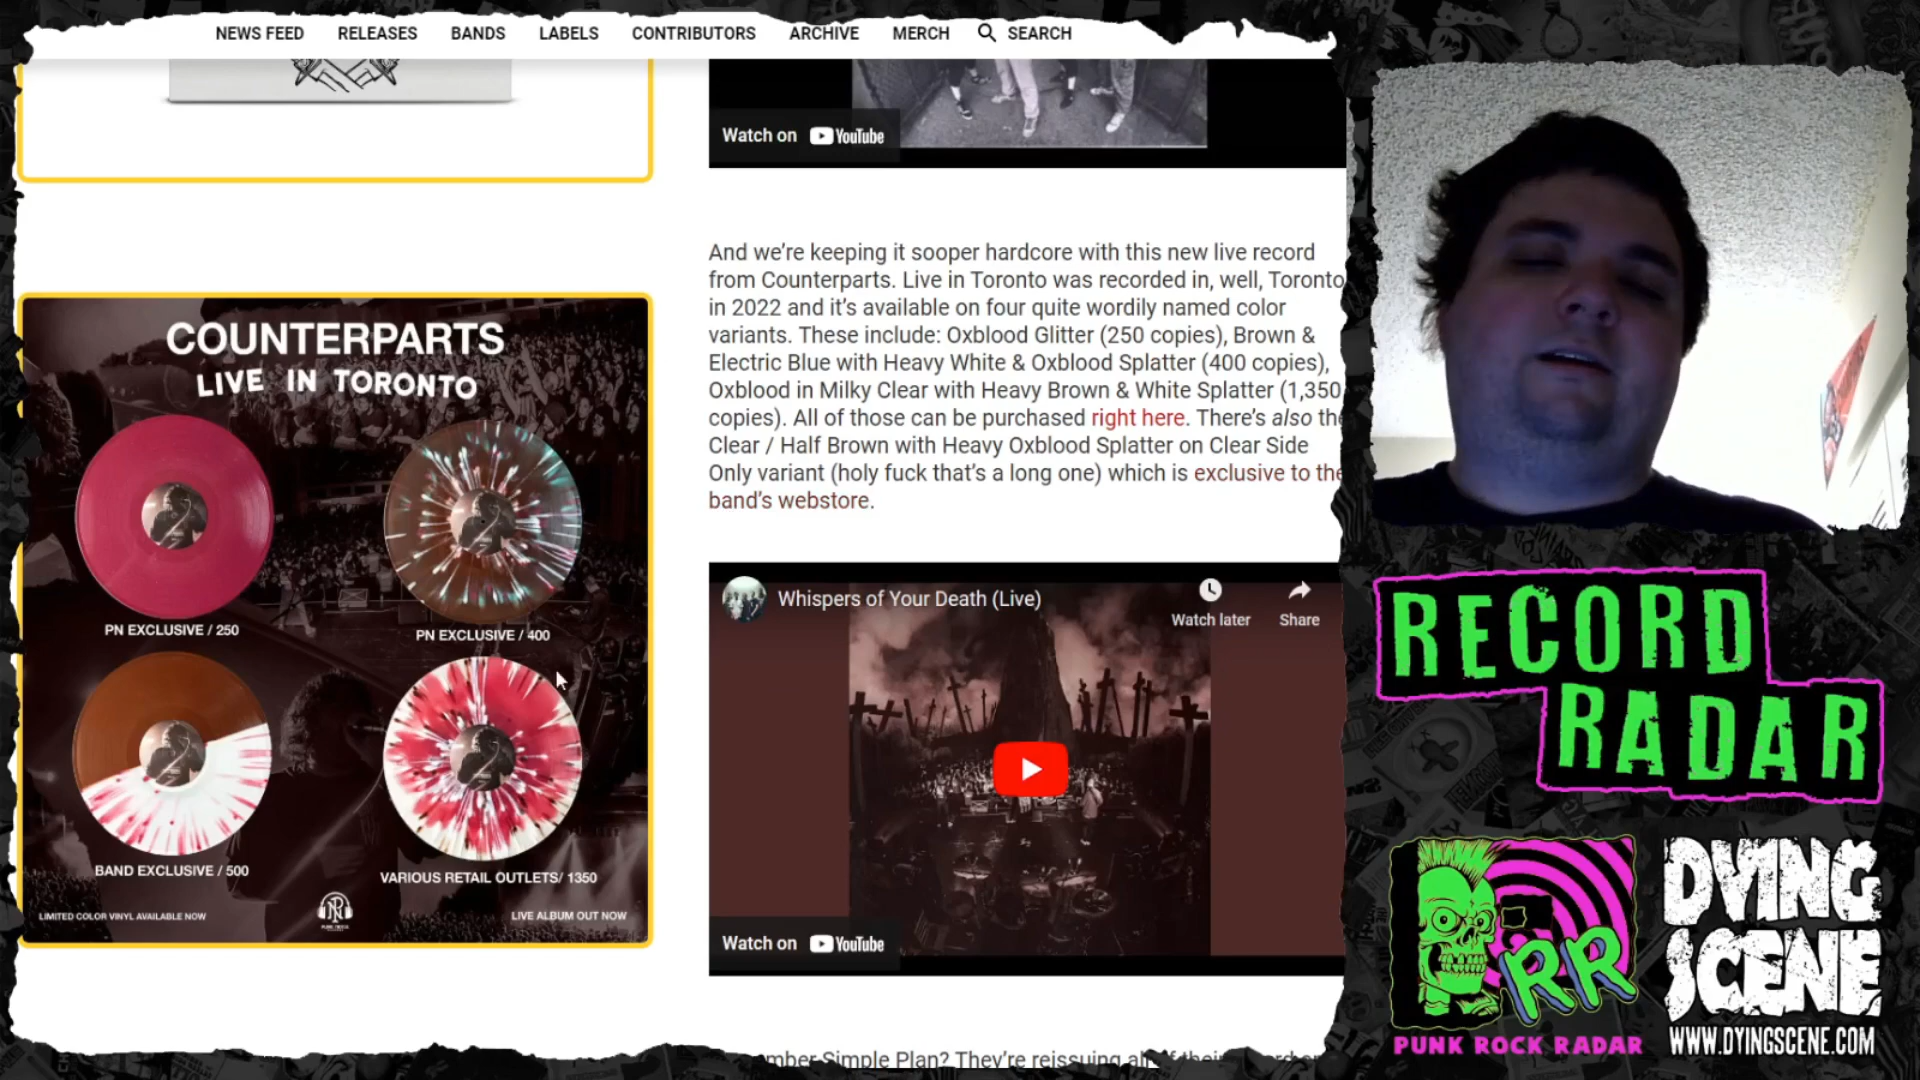 NEWS FEED RELEASES BANDS LABELS CONTRIBUTORS ARCHIVE MERCH SEARCH
Watch on YouTube
And we’re keeping it sooper hardcore with this new live record
from Counterparts. Live in Toronto was recorded in, well, Toronto
in 2022 and it’s available on four quite wordily named color
variants. These include: Oxblood Glitter (250 copies), Brown &
Electric Blue with Heavy White & Oxblood Splatter (400 copies),
Oxblood in Milky Clear with Heavy Brown & White Splatter (1,350
copies). All of those can be purchased right here. There’s also the
Clear / Half Brown with Heavy Oxblood Splatter on Clear Side
Only variant (holy fuck that’s a long one) which is exclusive to the
band’s webstore.
COUNTERPARTS
LIVE IN TORONTO
PN EXCLUSIVE / 250
PN EXCLUSIVE / 400
BAND EXCLUSIVE / 500
VARIOUS RETAIL OUTLETS/ 1350
LIMITED COLOR VINYL AVAILABLE NOW
LIVE ALBUM OUT NOW
Whispers of Your Death (Live)
Watch later
Share
Watch on YouTube
Simple Plan? They’re reissuing
RECORD
RADAR
RR
PUNK ROCK RADAR
DYING
SCENE
WWW.DYINGSCENE.COM